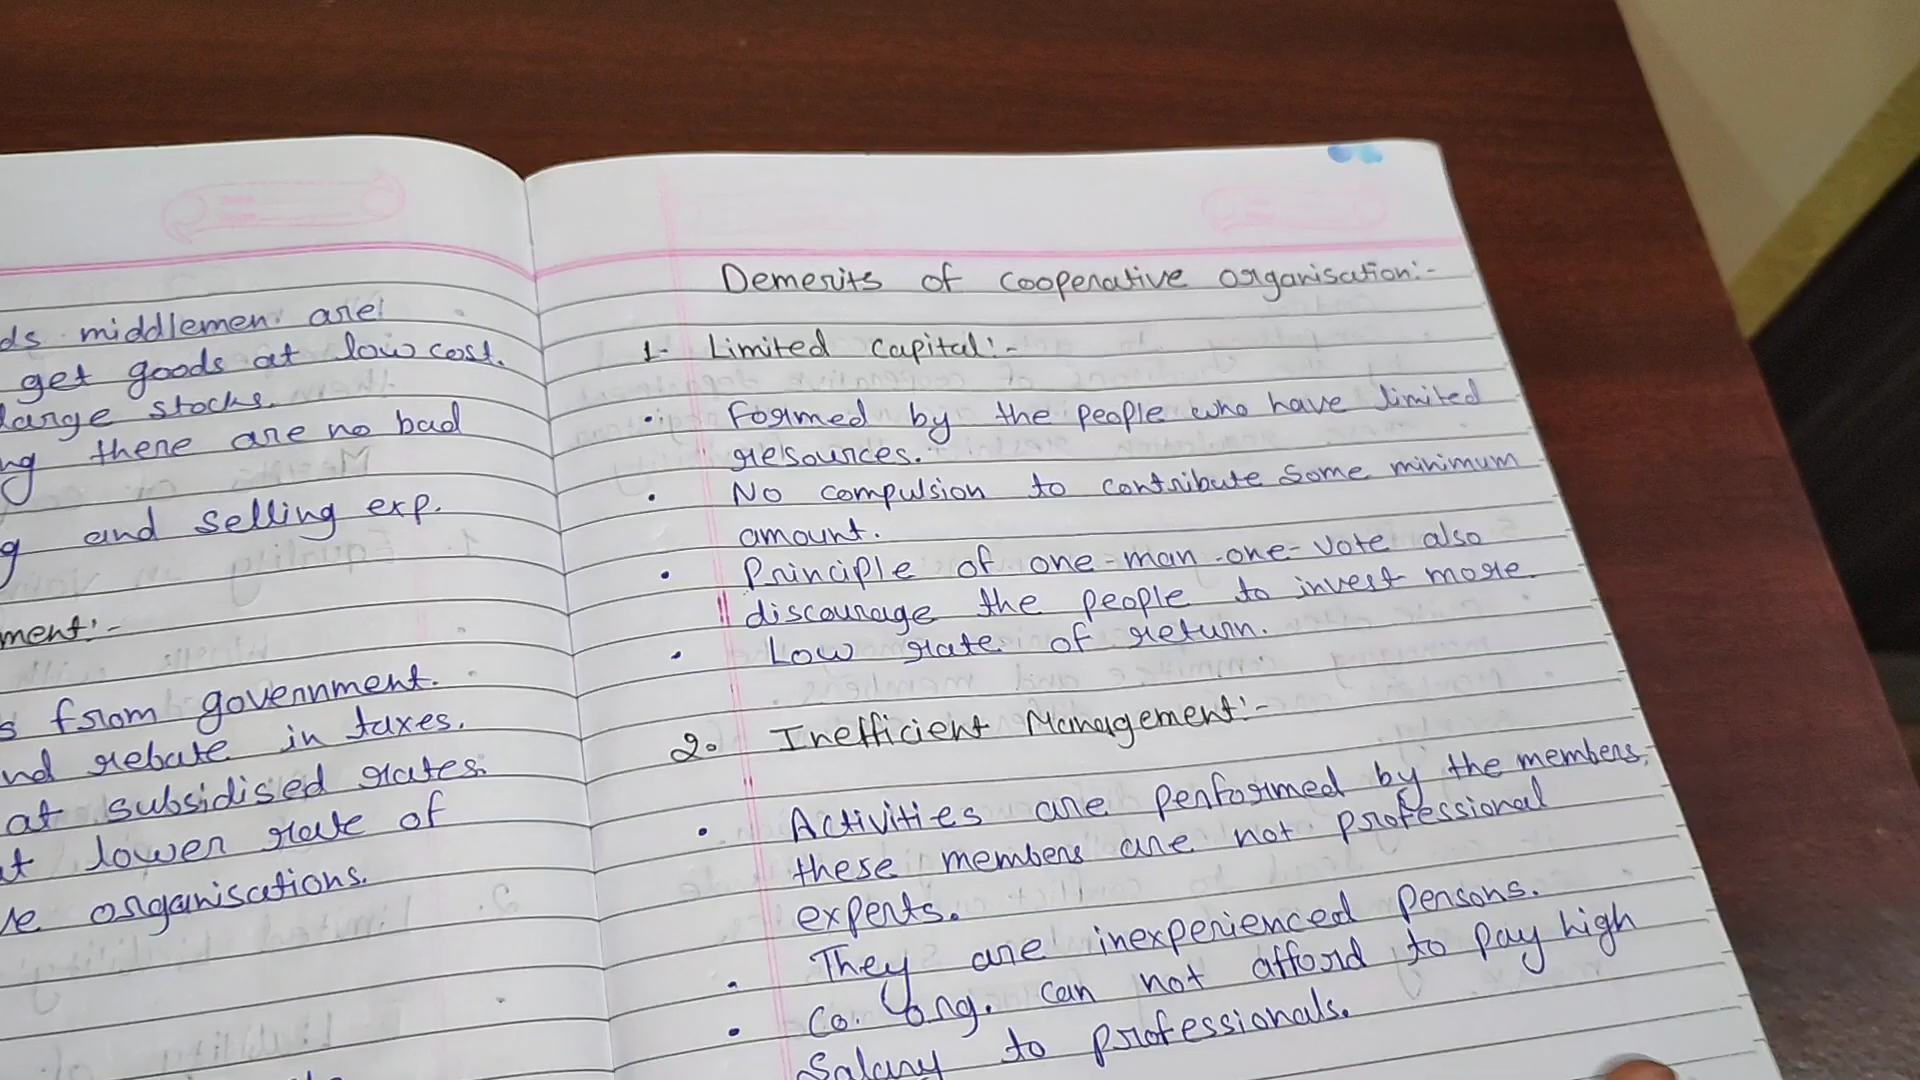 ds middlemen are
get goods at low cost.
large stocks.
ng there are no bad
g and selling exp.
ment:-
s from government.
nd rebate in taxes.
at subsidised rates.
at lower rate of
ve organisations.
Demerits of cooperative organisation:-
1. Limited capital:-
• Formed by the people who have limited
resources.
• No compulsion to contribute some minimum
amount.
• Principle of one-man-one-vote also
discourage the people to invest more.
• Low rate of return.
2. Inefficient Management:-
• Activities are performed by the members,
these members are not professional
experts.
• They are inexperienced persons.
• Co. Org. can not afford to pay high
salary to professionals.